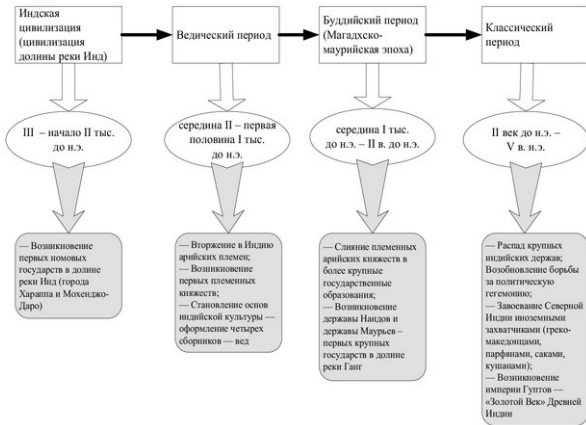 Индская
цивилизация
(цивилизация
долины реки Инд)
Ведический период
Буддийский период
(Магадхско-
маурийская эпоха)
Классический
период
III – начало II тыс.
до н.э.
середина II – первая
половина I тыс.
до н.э.
середина I тыс.
до н.э. – II в. до н.э.
II век до н.э. –
V в. н.э.
— Возникновение
первых номовых
государств в долине
реки Инд (города
Хараппа и Мохенджо-
Даро)
— Вторжение в Индию
арийских племен;
— Возникновение
первых племенных
княжеств;
— Становление основ
индийской культуры —
оформление четырех
сборников — вед
— Слияние племенных
арийских княжеств в
более крупные
государственные
образования;
— Возникновение
державы Нандов и
державы Маурьев –
первых крупных
государств в долине
реки Ганг
— Распад крупных
индийских держав;
Возобновление борьбы
за политическую
гегемонию;
— Завоевание Северной
Индии иноземными
захватчиками (греко-
македонцами,
парфянами, саками,
кушанами);
— Возникновение
империи Гуптов —
«Золотой Век» Древней
Индии